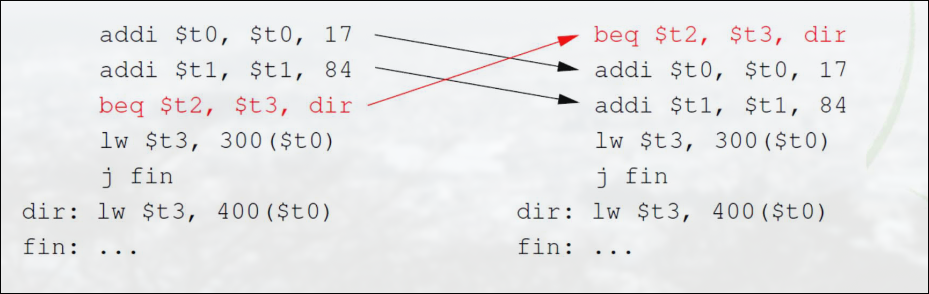 addi $t0, $t0, 17
addi $t1, $t1, 84
beq $t2, $t3, dir
lw $t3, 300($t0)
j fin
dir: lw $t3, 400($t0)
fin: ...
beq $t2, $t3, dir
addi $t0, $t0, 17
addi $t1, $t1, 84
lw $t3, 300($t0)
j fin
dir: lw $t3, 400($t0)
fin: ...